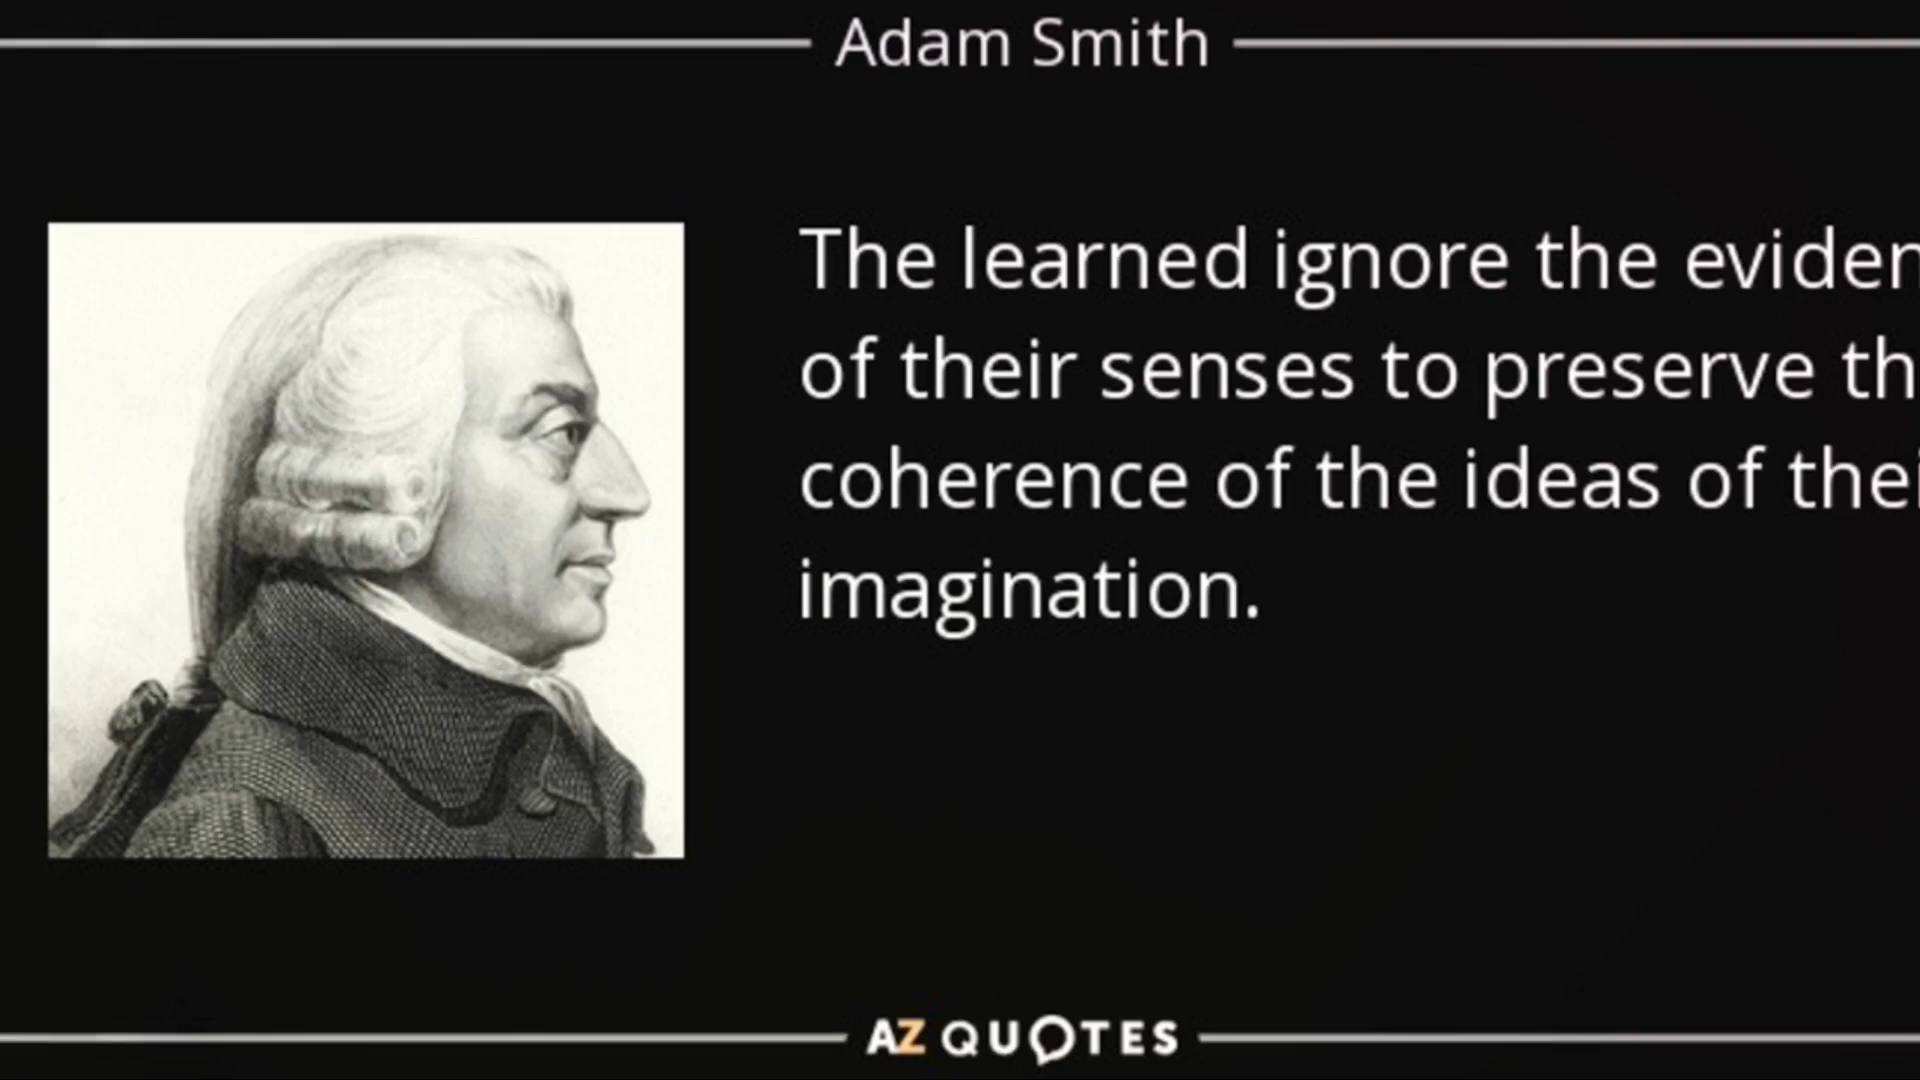 Adam Smith
The learned ignore the eviden
of their senses to preserve th
coherence of the ideas of thei
imagination.
AZ QUOTES